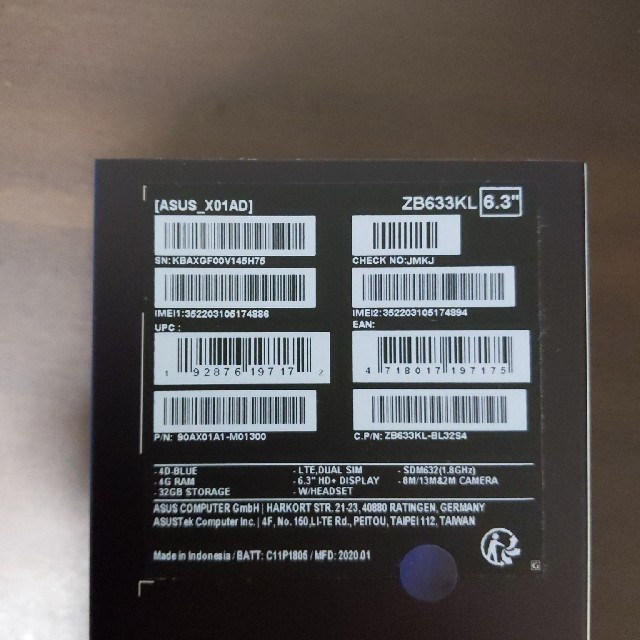 [ASUS_X01AD]
ZB633KL 6.3"
SN:KBAXGF00V145H75
CHECK NO:JMKJ
IMEI1:352203105174886
IMEI2:352203105174894
UPC :
EAN:
1 92876 19717 2
4 718017 197175
P/N: 90AX01A1-M01300
C.P/N: ZB633KL-BL32S4
- 4D-BLUE
- LTE,DUAL SIM
- SDM632(1.8GHz)
- 4G RAM
- 6.3" HD+ DISPLAY
- 8M/13M&2M CAMERA
- 32GB STORAGE
- W/HEADSET
ASUS COMPUTER GmbH | HARKORT STR. 21-23, 40880 RATINGEN, GERMANY
ASUSTek Computer Inc. | 4F, No. 150,LI-TE Rd., PEITOU, TAIPEI 112, TAIWAN
Made in Indonesia / BATT: C11P1805 / MFD: 2020.01